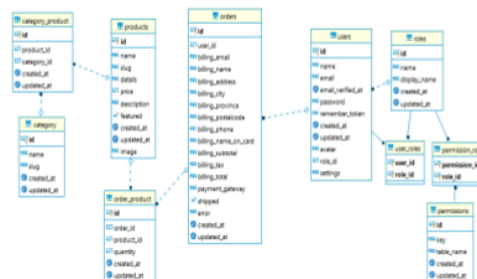 category_product
id
product_id
category_id
created_at
updated_at
category
id
name
slug
created_at
updated_at
products
id
name
slug
details
price
description
featured
created_at
updated_at
image
order_product
id
order_id
product_id
quantity
created_at
updated_at
orders
id
user_id
billing_email
billing_name
billing_address
billing_city
billing_province
billing_postalcode
billing_phone
billing_name_on_card
billing_subtotal
billing_tax
billing_total
payment_gateway
shipped
error
created_at
updated_at
users
id
name
email
email_verified_at
password
remember_token
created_at
updated_at
avatar
role_id
settings
roles
id
name
display_name
created_at
updated_at
user_roles
user_id
role_id
permission_ro
permission_i
role_id
permissions
id
key
table_name
created_at
updated_at